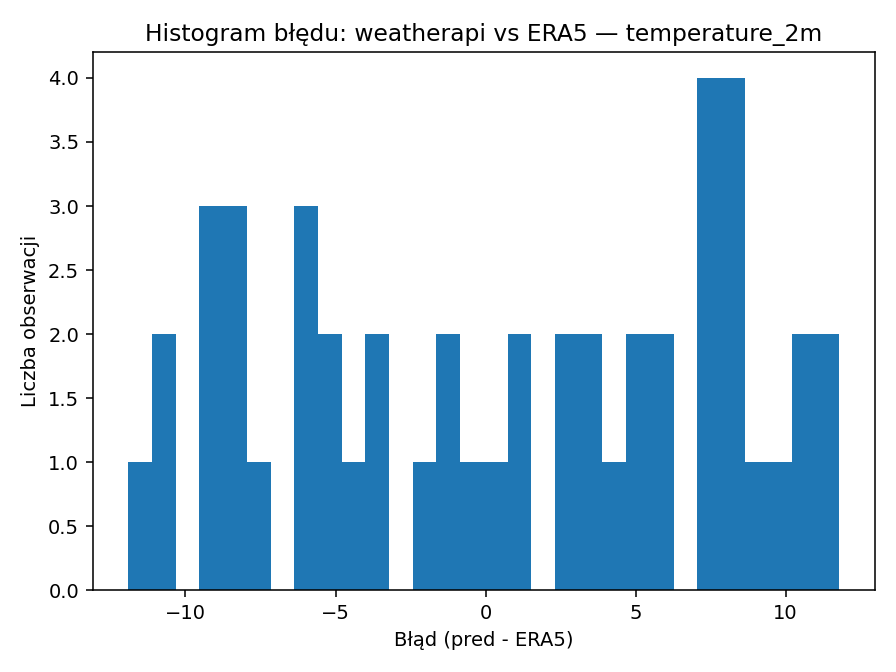 Histogram błędu: weatherapi vs ERA5 — temperature_2m
Liczba obserwacji
4.0
3.5
3.0
2.5
2.0
1.5
1.0
0.5
0.0
−10 −5 0 5 10
Błąd (pred - ERA5)